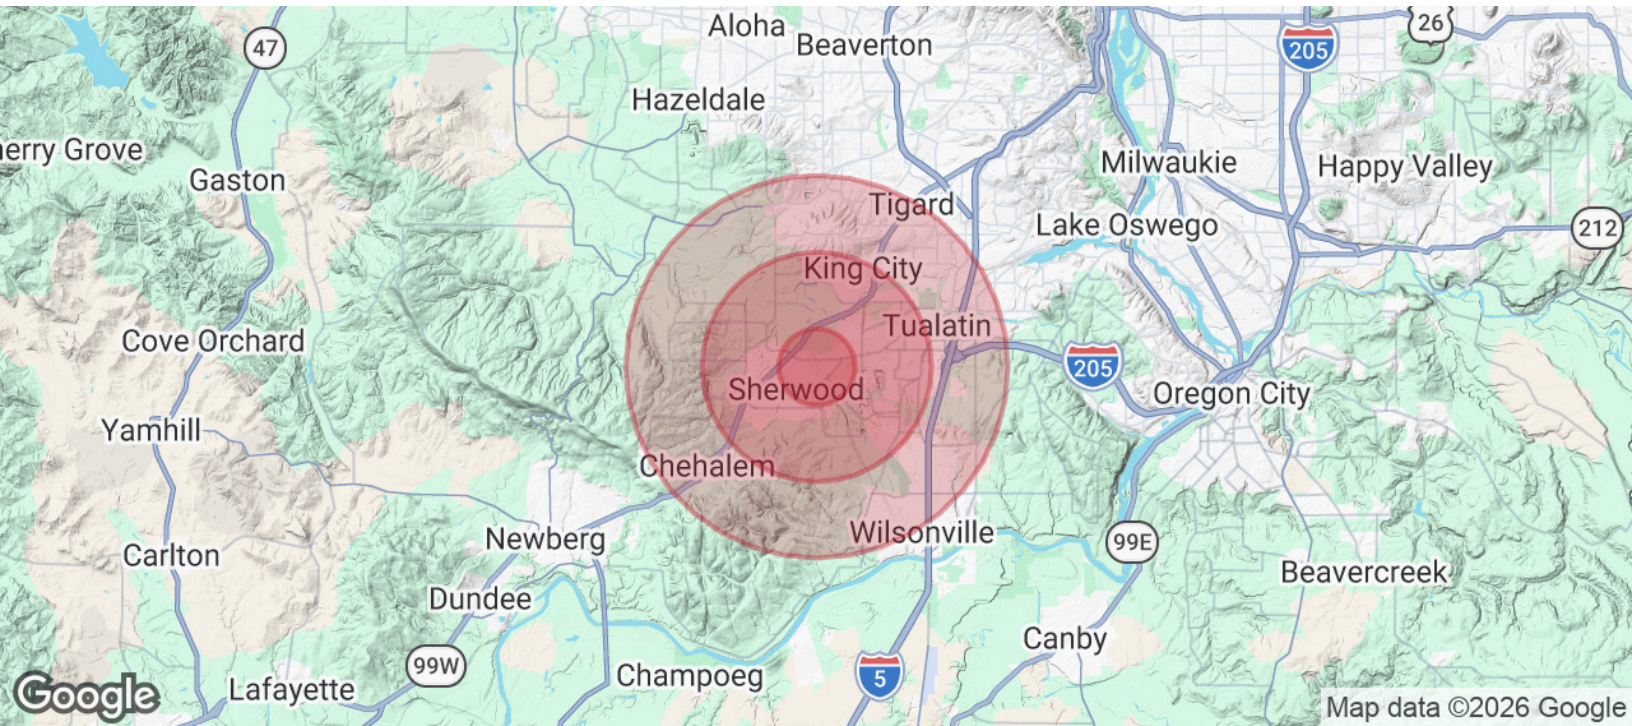 Aloha
26
47
Beaverton
205
Hazeldale
erry Grove
Milwaukie
Happy Valley
Gaston
Tigard
Lake Oswego
212
King City
Tualatin
Cove Orchard
205
Sherwood
Oregon City
Yamhill
Chehalem
Wilsonville
Newberg
99E
Carlton
Beavercreek
Dundee
Canby
99W
Champoeg
5
Lafayette
Google
Map data ©2026 Google